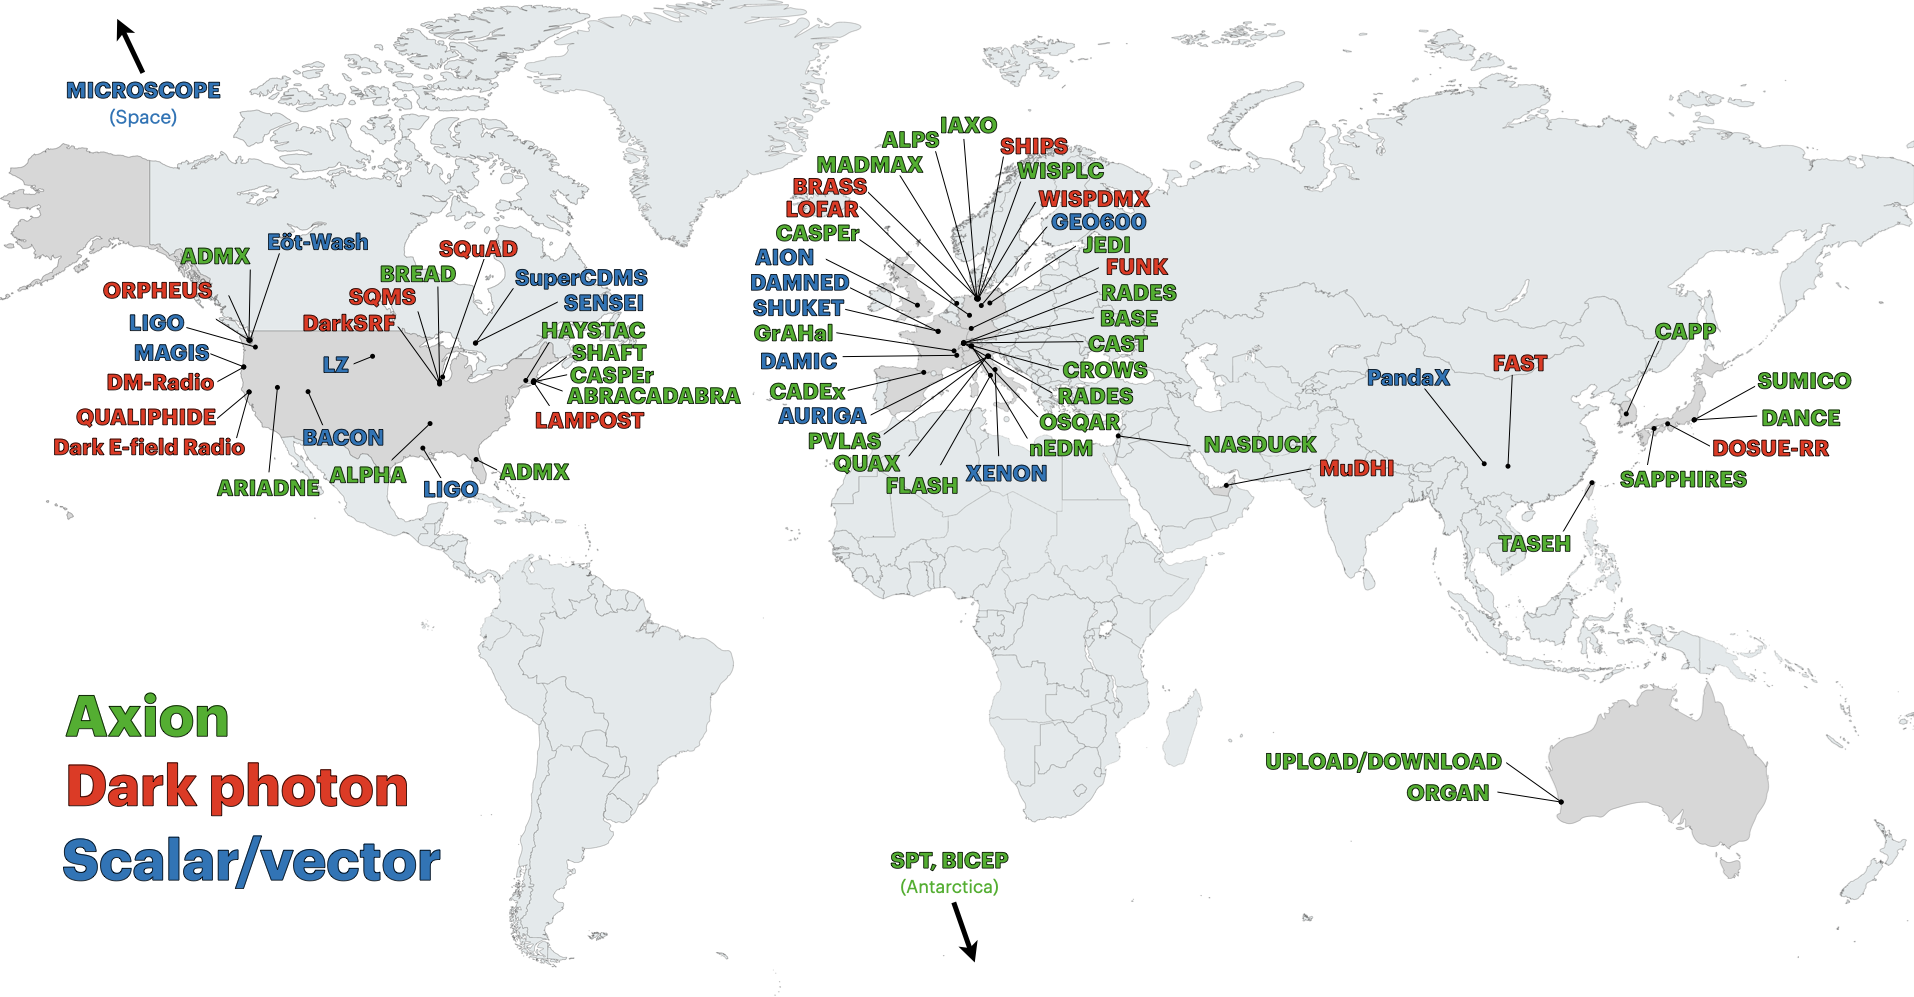 MICROSCOPE
(Space)
ADMX
Eöt-Wash
ORPHEUS
LIGO
MAGIS
DM-Radio
QUALIPHIDE
Dark E-field Radio
ARIADNE
BACON
LZ
ALPHA
LIGO
ADMX
SQuAD
BREAD
SQMS
DarkSRF
SuperCDMS
SENSEI
HAYSTAC
SHAFT
CASPEr
ABRACADABRA
LAMPOST
IAXO
ALPS
MADMAX
BRASS
LOFAR
CASPEr
AION
DAMNED
SHUKET
GrAHal
DAMIC
CADEx
AURIGA
PVLAS
QUAX
FLASH
XENON
SHIPS
WISPLC
WISPDMX
GEO600
JEDI
FUNK
RADES
BASE
CAST
CROWS
RADES
OSQAR
nEDM
NASDUCK
MuDHI
PandaX
FAST
CAPP
SUMICO
DANCE
DOSUE-RR
SAPPHIRES
TASEH
UPLOAD/DOWNLOAD
ORGAN
SPT, BICEP
(Antarctica)
Axion
Dark photon
Scalar/vector